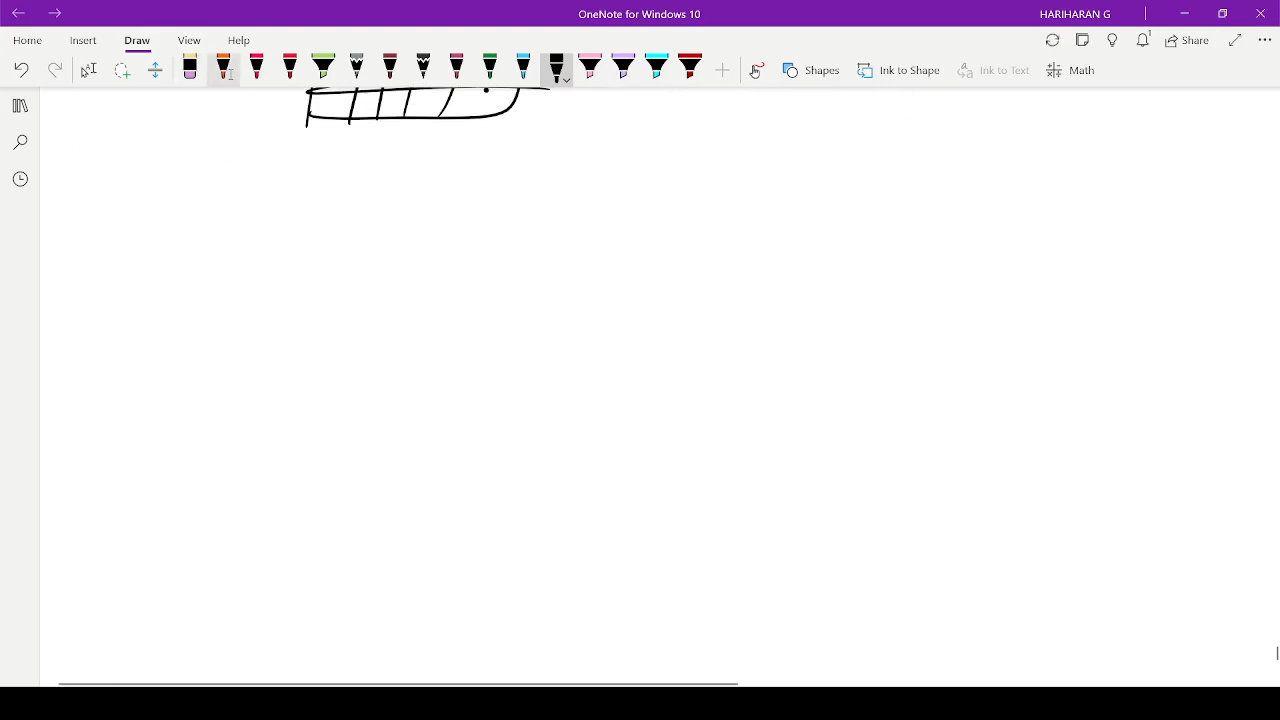 OneNote for Windows 10
HARIHARAN G
Home Insert Draw View Help
1 Share
Shapes Ink to Shape Ink to Text Math